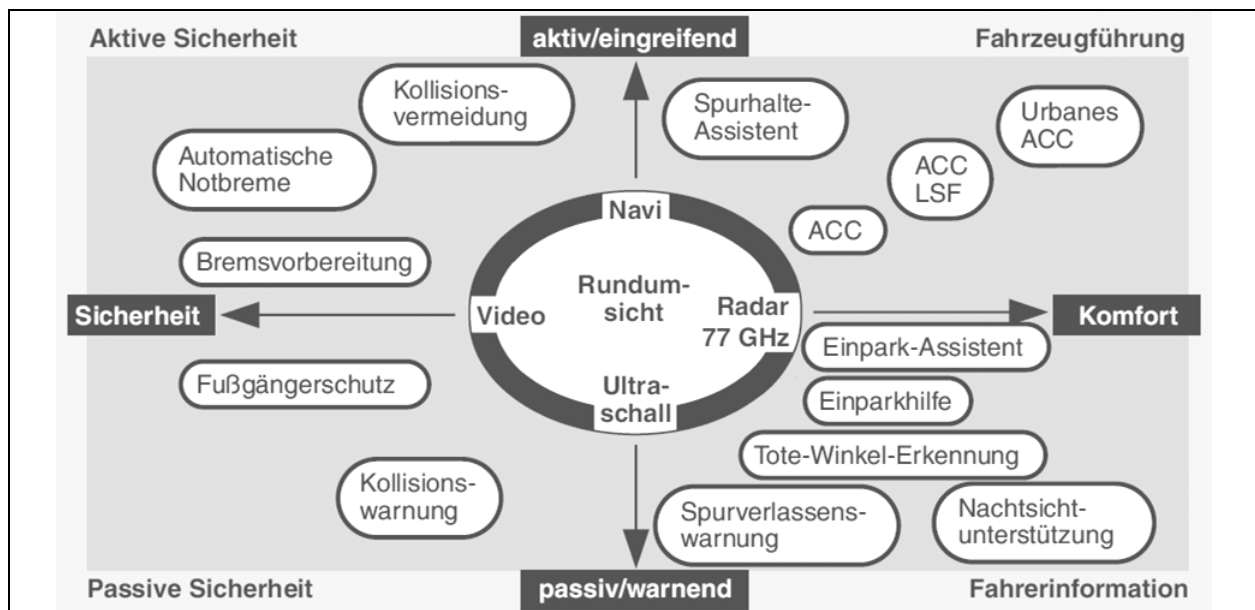 Aktive Sicherheit
aktiv/eingreifend
Fahrzeugführung
Kollisions-
vermeidung
Spurhalte-
Assistent
Urbanes
ACC
Automatische
Notbreme
ACC
LSF
ACC
Navi
Bremsvorbereitung
Rundum-
sicht
Sicherheit
Video
Radar
77 GHz
Komfort
Einpark-Assistent
Fußgängerschutz
Ultra-
schall
Einparkhilfe
Tote-Winkel-Erkennung
Kollisions-
warnung
Spurverlassens-
warnung
Nachtsicht-
unterstützung
Passive Sicherheit
passiv/warnend
Fahrerinformation